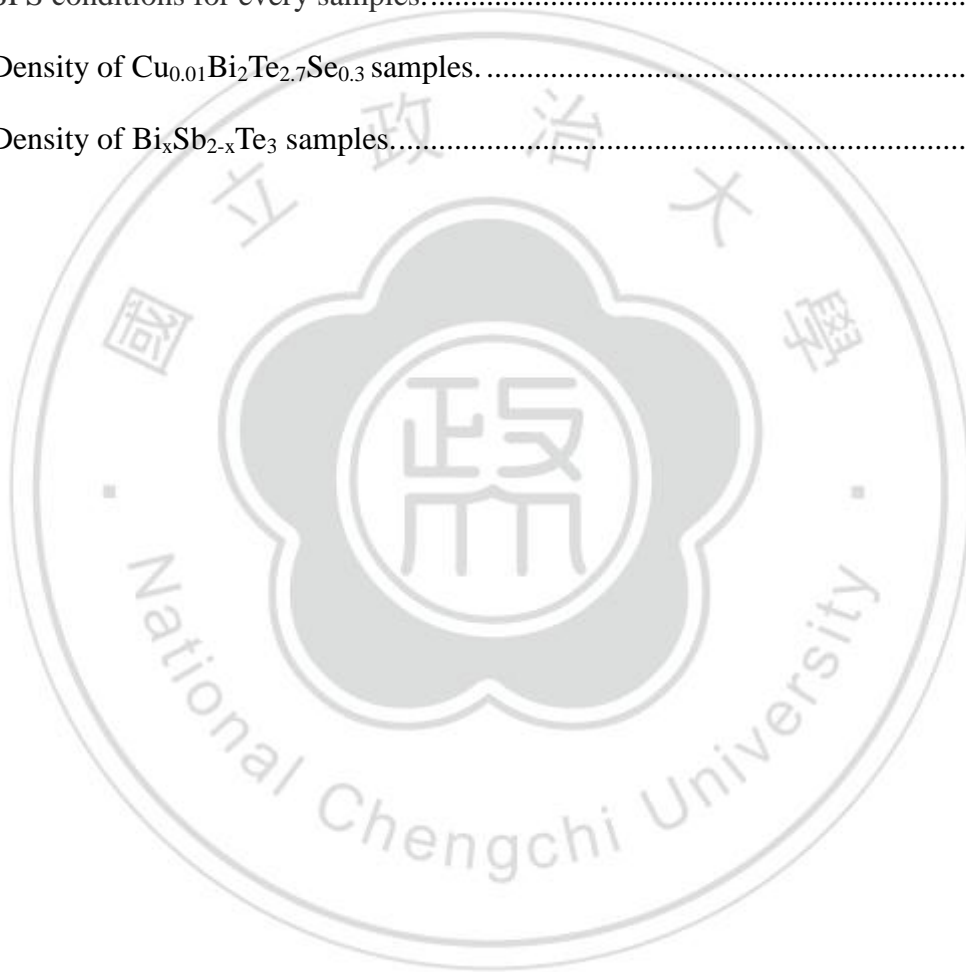 SPS conditions for every samples.................................................................
Density of Cu₀.₀₁Bi₂Te₂.₇Se₀.₃ samples. .........................................................
Density of BiₓSb₂₋ₓTe₃ samples...................................................................
國立政治大學
政
National Chengchi University